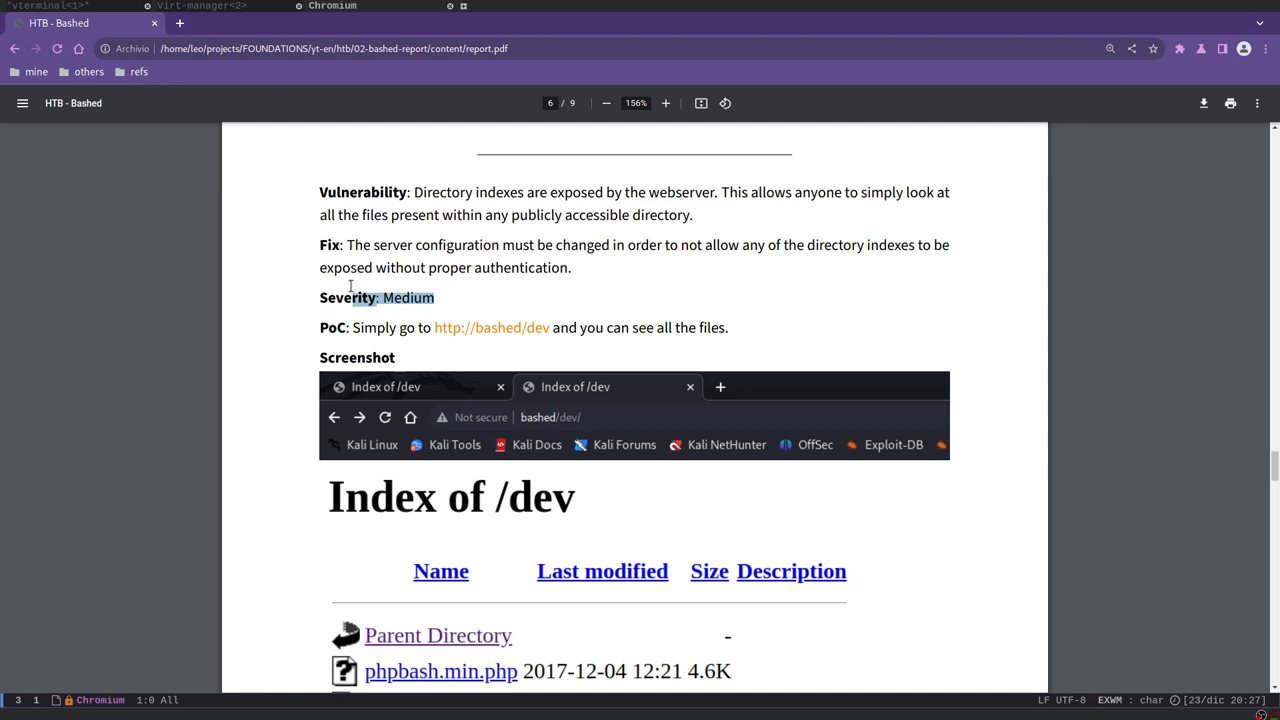 *vterminal<1>* Virt-manager<2> Chromium
HTB - Bashed
Archivio /home/leo/projects/FOUNDATIONS/yt-en/htb/02-bashed-report/content/report.pdf
mine others refs
HTB - Bashed 6 / 9 156%
Vulnerability: Directory indexes are exposed by the webserver. This allows anyone to simply look at
all the files present within any publicly accessible directory.
Fix: The server configuration must be changed in order to not allow any of the directory indexes to be
exposed without proper authentication.
Severity: Medium
PoC: Simply go to http://bashed/dev and you can see all the files.
Screenshot
Index of /dev Index of /dev
Not secure bashed/dev/
Kali Linux Kali Tools Kali Docs Kali Forums Kali NetHunter OffSec Exploit-DB
Index of /dev
Name Last modified Size Description
Parent Directory -
phpbash.min.php 2017-12-04 12:21 4.6K
3 1 Chromium 1:0 All LF UTF-8 EXWM : char [23/dic 20:27]